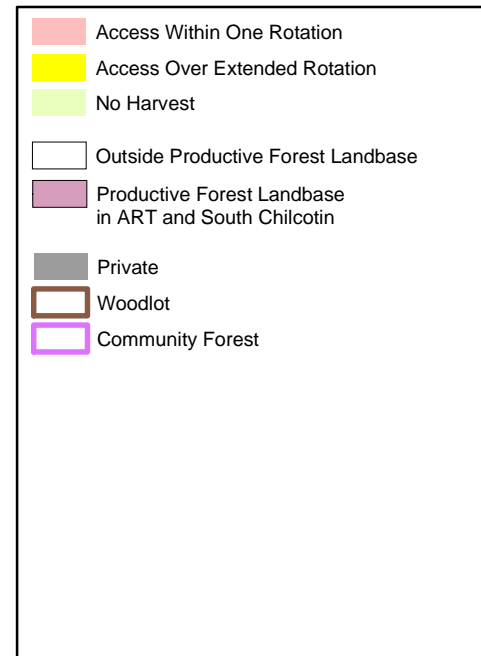 Access Within One Rotation
Access Over Extended Rotation
No Harvest
Outside Productive Forest Landbase
Productive Forest Landbase
in ART and South Chilcotin
Private
Woodlot
Community Forest